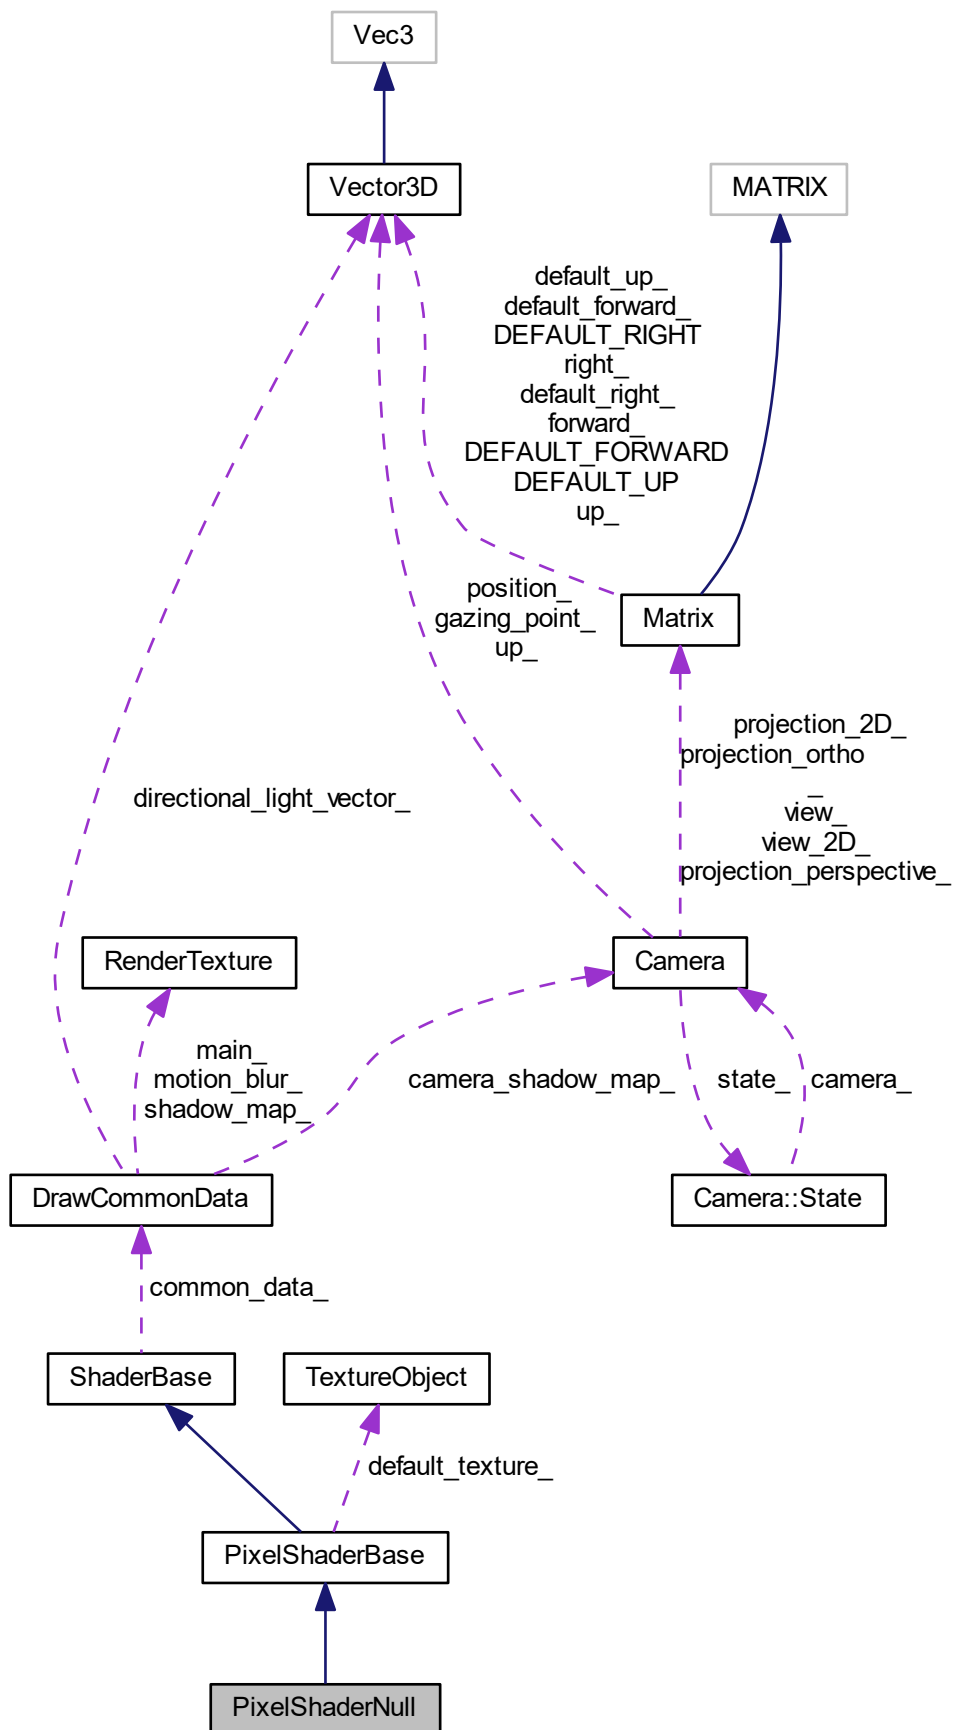 Vec3
Vector3D
MATRIX
default_up_
default_forward_
DEFAULT_RIGHT
right_
default_right_
forward_
DEFAULT_FORWARD
DEFAULT_UP
up_
position_
gazing_point_
up_
Matrix
projection_2D_
projection_ortho
_
view_
view_2D_
projection_perspective_
directional_light_vector_
RenderTexture
Camera
main_
motion_blur_
shadow_map_
camera_shadow_map_
state_
camera_
DrawCommonData
Camera::State
common_data_
ShaderBase
TextureObject
default_texture_
PixelShaderBase
PixelShaderNull